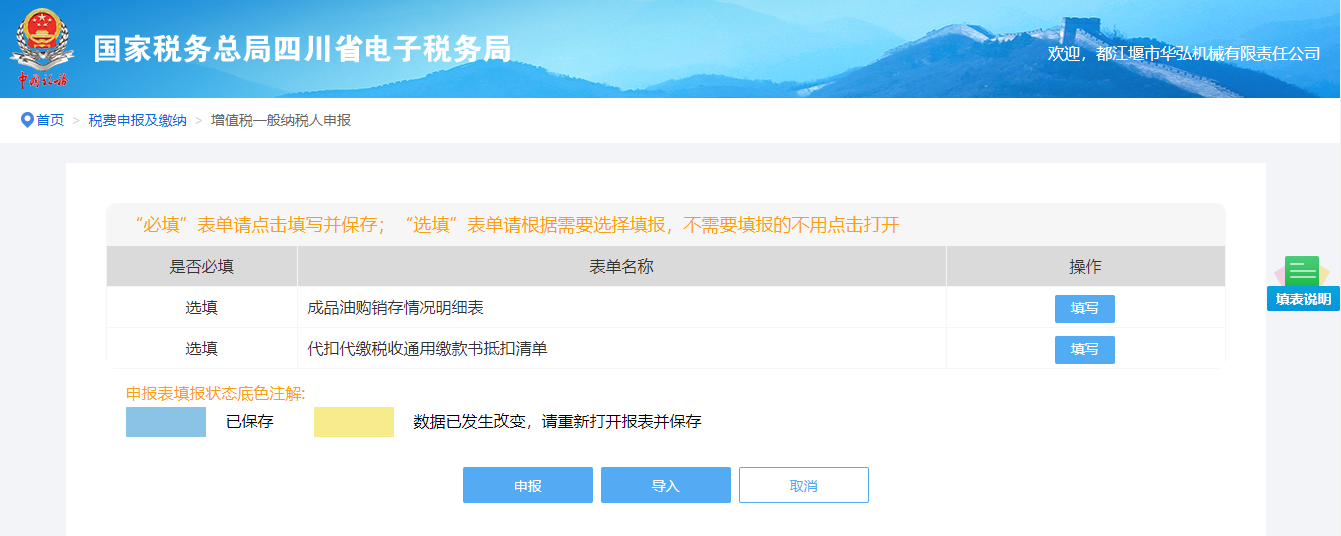 国家税务总局四川省电子税务局
中国税务
欢迎，都江堰市华弘机械有限责任公司
首页 > 税费申报及缴纳 > 增值税一般纳税人申报
“必填”表单请点击填写并保存；“选填”表单请根据需要选择填报，不需要填报的不用点击打开
是否必填 表单名称 操作
选填 成品油购销存情况明细表 填写
选填 代扣代缴税收通用缴款书抵扣清单 填写
填表说明
申报表填报状态底色注解:
已保存 数据已发生改变，请重新打开报表并保存
申报 导入 取消